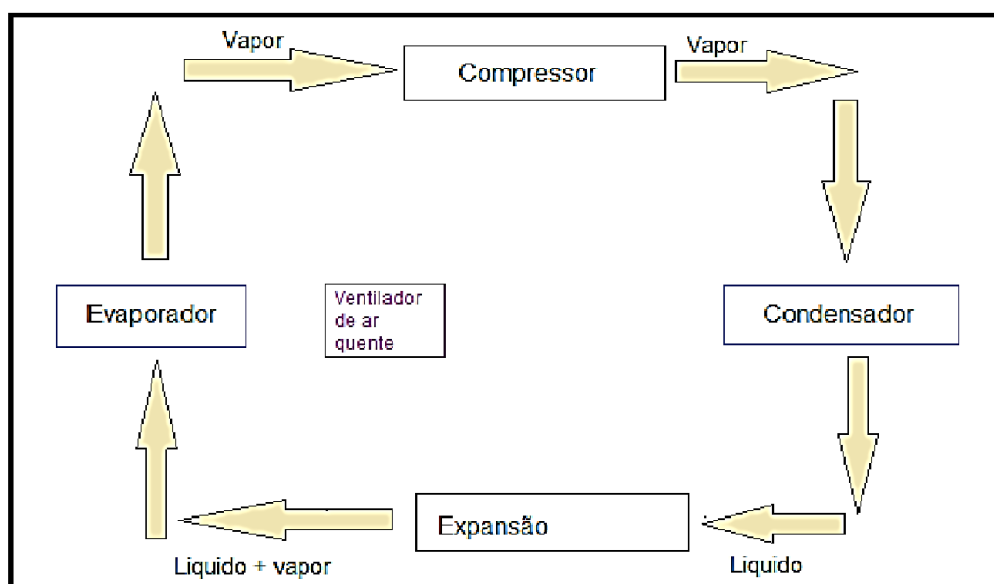 Vapor
Vapor
Compressor
Evaporador
Ventilador
de ar
quente
Condensador
Expansão
Liquido + vapor
Liquido